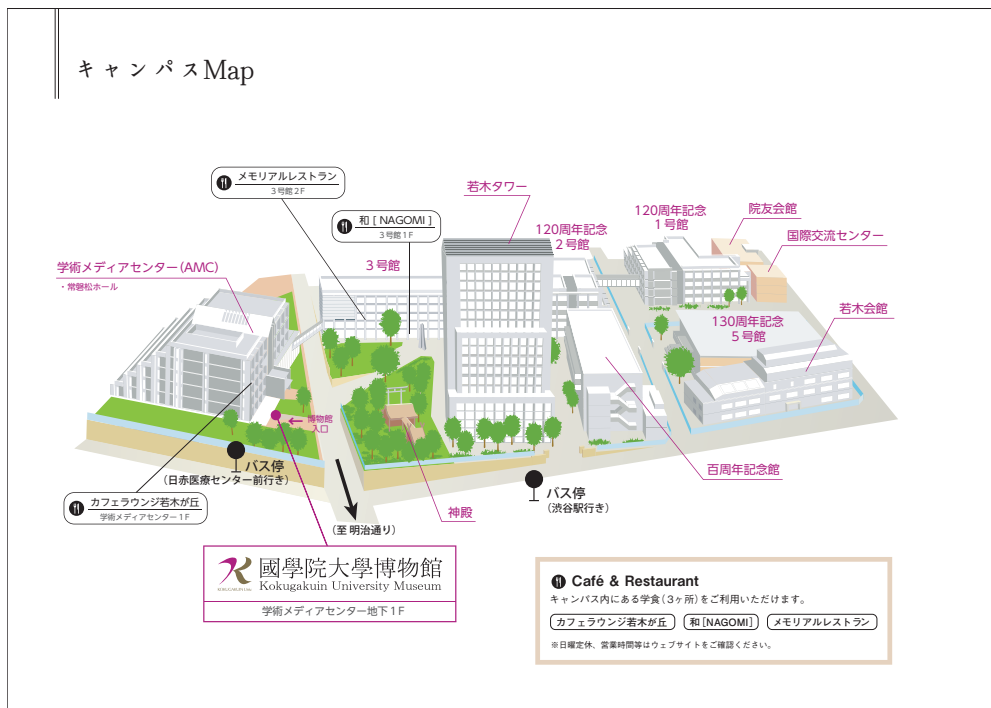 キャンパスMap
メモリアルレストラン
3号館2F
和[NAGOMI]
3号館1F
若木タワー
120周年記念
2号館
120周年記念
1号館
院友会館
国際交流センター
学術メディアセンター(AMC)
・常磐松ホール
3号館
若木会館
130周年記念
5号館
博物館
入口
バス停
(日赤医療センター前行き)
百周年記念館
バス停
(渋谷駅行き)
カフェラウンジ若木が丘
学術メディアセンター1F
神殿
(至 明治通り)
國學院大學博物館
Kokugakuin University Museum
学術メディアセンター地下1F
Café & Restaurant
キャンパス内にある学食(3ヶ所)をご利用いただけます。
カフェラウンジ若木が丘 和[NAGOMI] メモリアルレストラン
※日曜定休、営業時間等はウェブサイトをご確認ください。